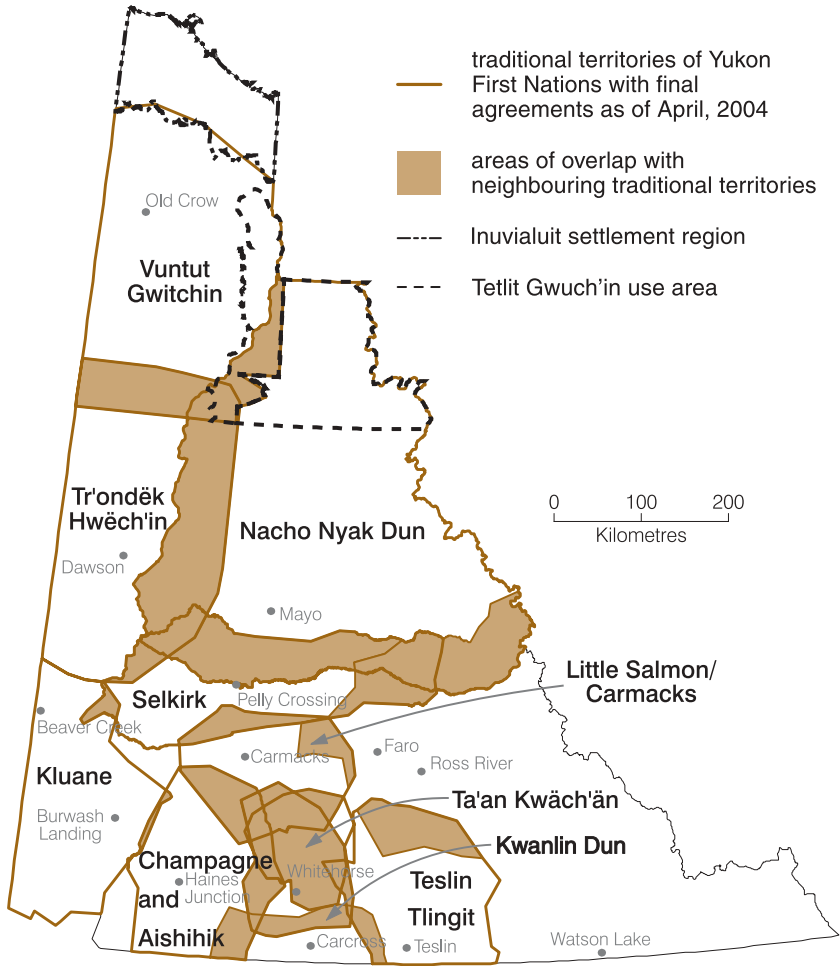 traditional territories of Yukon
First Nations with final
agreements as of April, 2004
areas of overlap with
neighbouring traditional territories
Inuvialuit settlement region
Tetlit Gwuch'in use area
Old Crow
Vuntut
Gwitchin
Tr'ondëk
Hwëch'in
Dawson
Nacho Nyak Dun
Mayo
0 100 200
Kilometres
Little Salmon/
Carmacks
Selkirk
Pelly Crossing
Beaver Creek
Carmacks
Faro
Ross River
Kluane
Burwash
Landing
Ta'an Kwäch'än
Kwanlin Dun
Champagne
and
Aishihik
Haines
Junction
Whitehorse
Teslin
Tlingit
Carcross
Teslin
Watson Lake